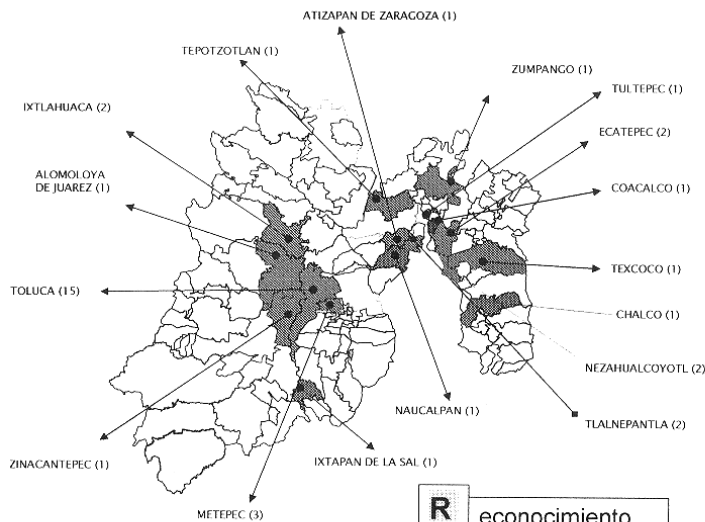 ATIZAPAN DE ZARAGOZA (1)
TEPOTZOTLAN (1)
ZUMPANGO (1)
TULTEPEC (1)
IXTLAHUACA (2)
ECATEPEC (2)
ALOMOLOYA
DE JUAREZ (1)
COACALCO (1)
TEXCOCO (1)
TOLUCA (15)
CHALCO (1)
NEZAHUALCOYOTL (2)
NAUCALPAN (1)
TLALNEPANTLA (2)
ZINACANTEPEC (1)
IXTAPAN DE LA SAL (1)
METEPEC (3)
R econocimiento